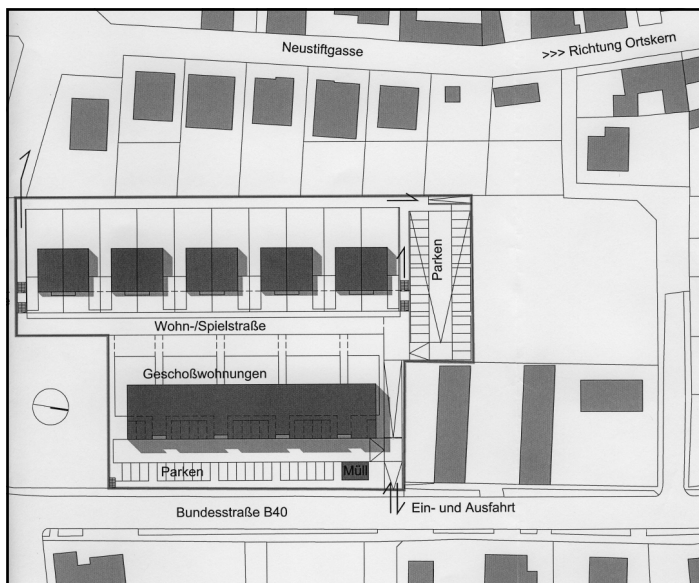 Neustiftgasse
>>> Richtung Ortskern
Parken
Wohn-/Spielstraße
Geschoßwohnungen
Parken
Müll
Bundesstraße B40
Ein- und Ausfahrt